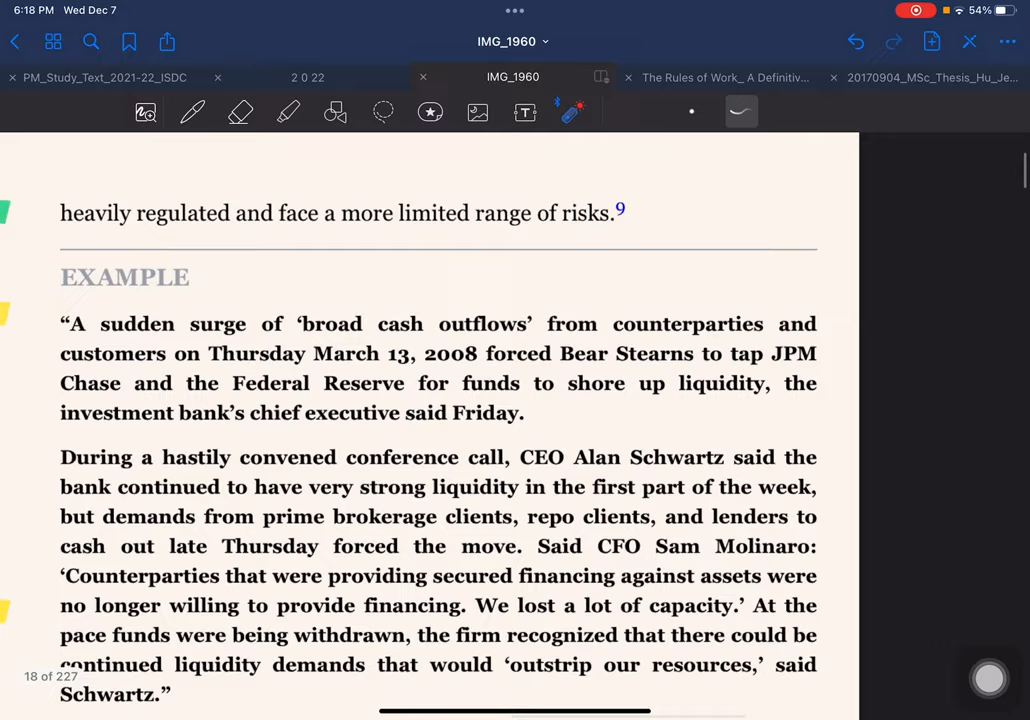 6:18 PM Wed Dec 7
54%
IMG_1960
PM_Study_Text_2021-22_ISDC
2 0 22
IMG_1960
The Rules of Work_ A Definitiv...
20170904_MSc_Thesis_Hu_Je...
T
heavily regulated and face a more limited range of risks.9
EXAMPLE
“A sudden surge of ‘broad cash outflows’ from counterparties and
customers on Thursday March 13, 2008 forced Bear Stearns to tap JPM
Chase and the Federal Reserve for funds to shore up liquidity, the
investment bank’s chief executive said Friday.
During a hastily convened conference call, CEO Alan Schwartz said the
bank continued to have very strong liquidity in the first part of the week,
but demands from prime brokerage clients, repo clients, and lenders to
cash out late Thursday forced the move. Said CFO Sam Molinaro:
‘Counterparties that were providing secured financing against assets were
no longer willing to provide financing. We lost a lot of capacity.’ At the
pace funds were being withdrawn, the firm recognized that there could be
continued liquidity demands that would ‘outstrip our resources,’ said
18 of 227
Schwartz.”